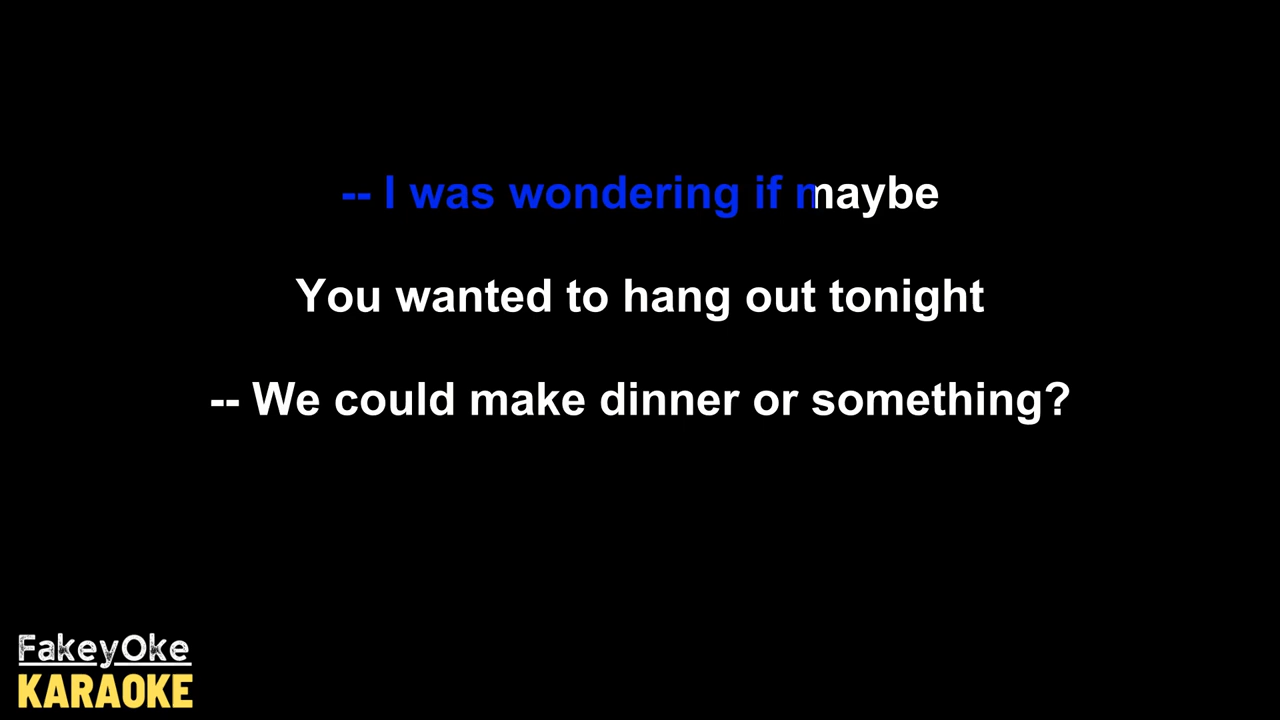 -- I was wondering if maybe
You wanted to hang out tonight
-- We could make dinner or something?
FakeyOke
KARAOKE